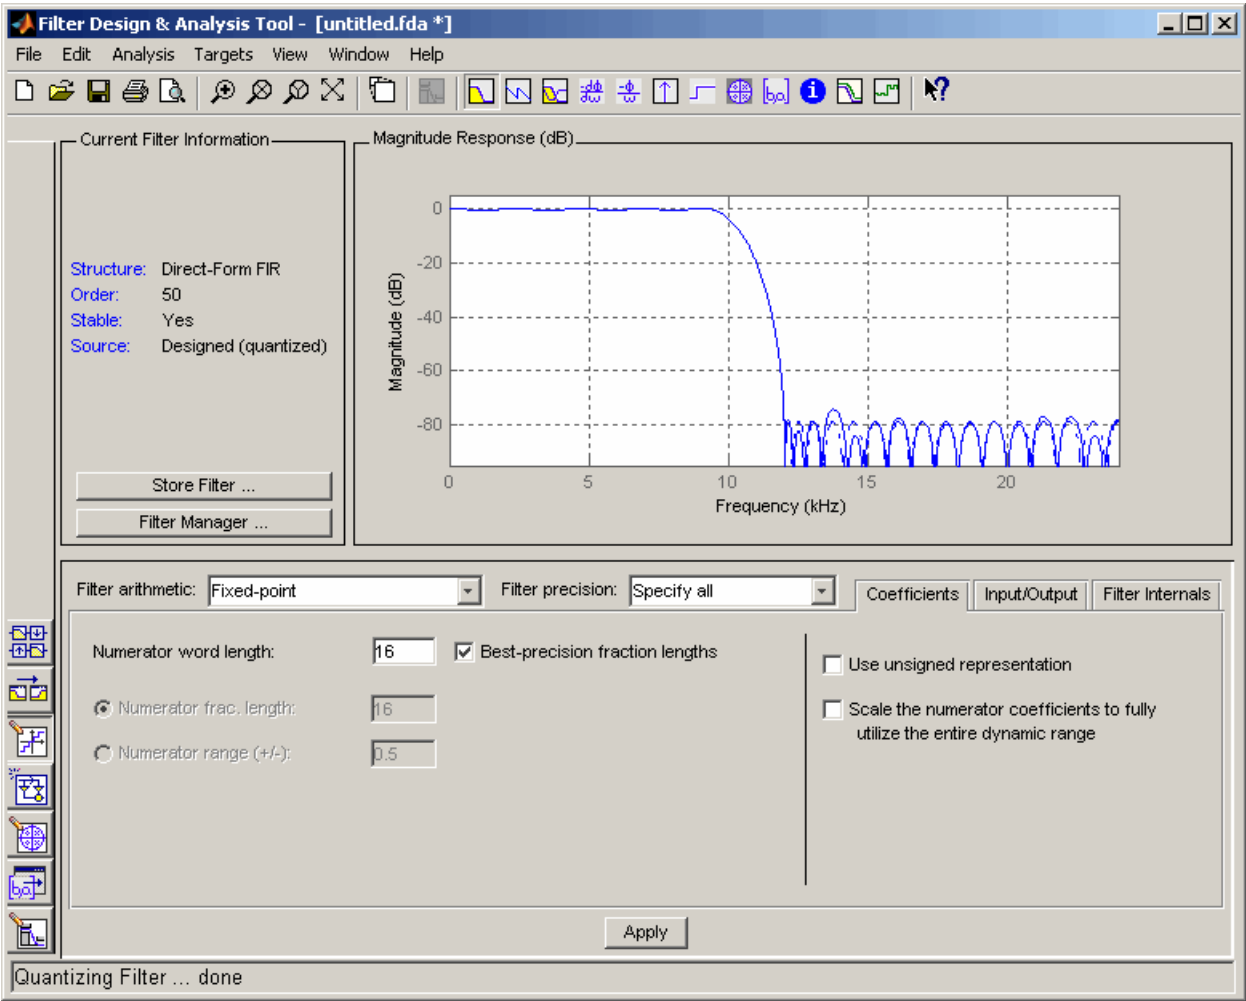 Filter Design & Analysis Tool - [untitled.fda *]
File Edit Analysis Targets View Window Help
Current Filter Information
Structure: Direct-Form FIR
Order: 50
Stable: Yes
Source: Designed (quantized)
Store Filter ...
Filter Manager ...
Magnitude Response (dB)
0
-20
-40
-60
-80
Magnitude (dB)
0 5 10 15 20
Frequency (kHz)
Filter arithmetic: Fixed-point Filter precision: Specify all Coefficients Input/Output Filter Internals
Numerator word length: 16 Best-precision fraction lengths
Numerator frac. length: 16
Numerator range (+/-): 0.5
Use unsigned representation
Scale the numerator coefficients to fully
utilize the entire dynamic range
Apply
Quantizing Filter ... done